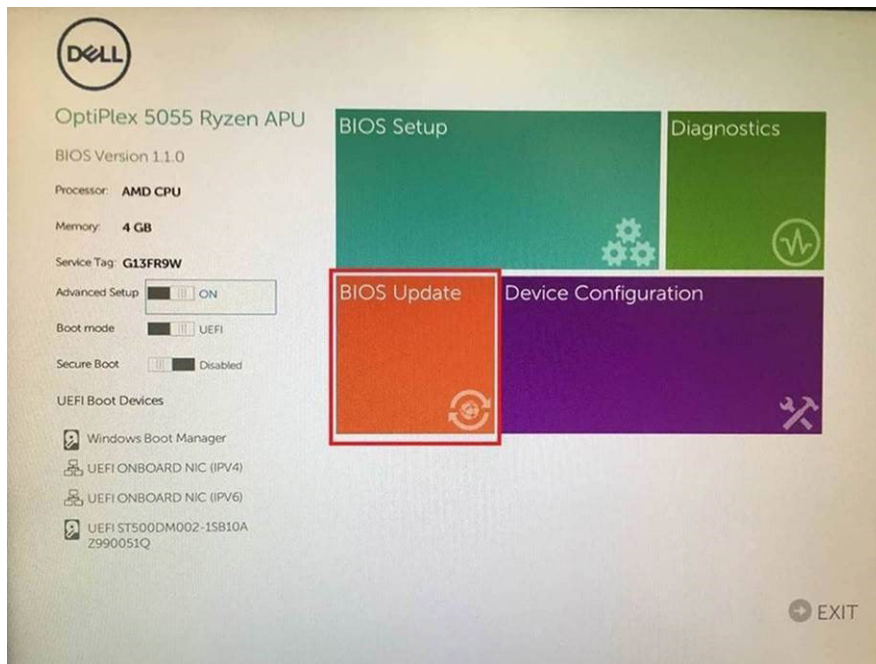 DELL
OptiPlex 5055 Ryzen APU
BIOS Version 1.1.0
Processor: AMD CPU
Memory: 4 GB
Service Tag: G13FR9W
Advanced Setup ON
Boot mode UEFI
Secure Boot Disabled
UEFI Boot Devices
Windows Boot Manager
UEFI ONBOARD NIC (IPV4)
UEFI ONBOARD NIC (IPV6)
UEFI ST500DM002-1SB10A
Z990051Q
BIOS Setup
Diagnostics
BIOS Update
Device Configuration
EXIT